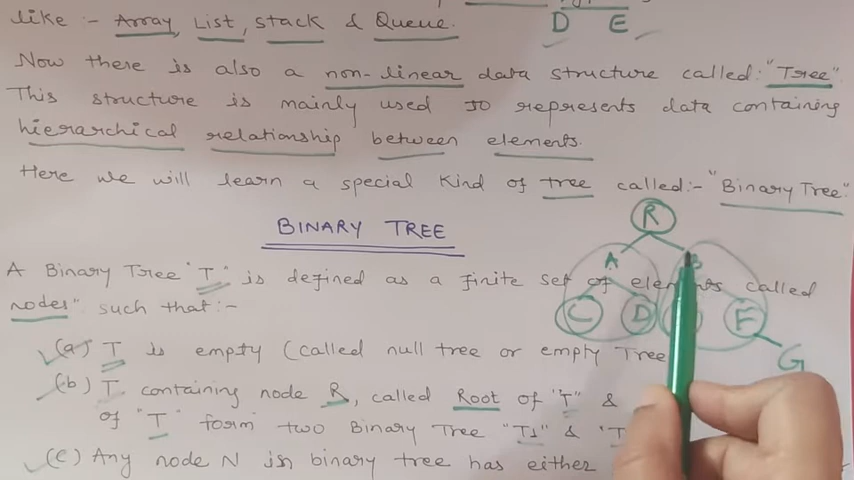 like :- Array, List, Stack & Queue.
D E
Now there is also a non-linear data structure called: "Tree".
This structure is mainly used to represents data containing
hierarchical relationship between elements.
Here we will learn a special kind of tree called:- "Binary Tree"
R
BINARY TREE
A
A Binary Tree "T" is defined as a finite set of elements called
nodes" such that :-
C D F
(a) T is empty (called null tree or empty Tree
G
(b) T containing node R, called Root of "T" &
of "T" form two Binary Tree "T1" &
(c) Any node N in binary tree has either